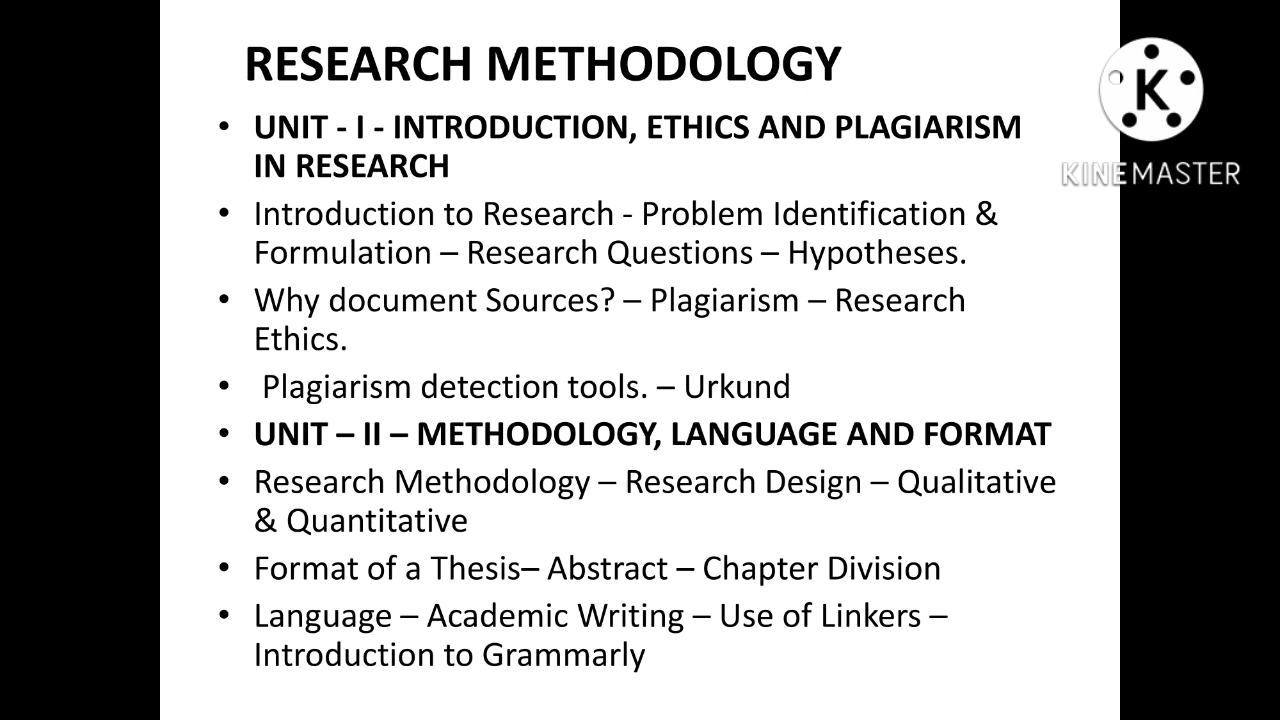 RESEARCH METHODOLOGY
• UNIT - I - INTRODUCTION, ETHICS AND PLAGIARISM
IN RESEARCH
• Introduction to Research - Problem Identification &
Formulation – Research Questions – Hypotheses.
• Why document Sources? – Plagiarism – Research
Ethics.
• Plagiarism detection tools. – Urkund
• UNIT – II – METHODOLOGY, LANGUAGE AND FORMAT
• Research Methodology – Research Design – Qualitative
& Quantitative
• Format of a Thesis– Abstract – Chapter Division
• Language – Academic Writing – Use of Linkers –
Introduction to Grammarly
K
KINEMASTER